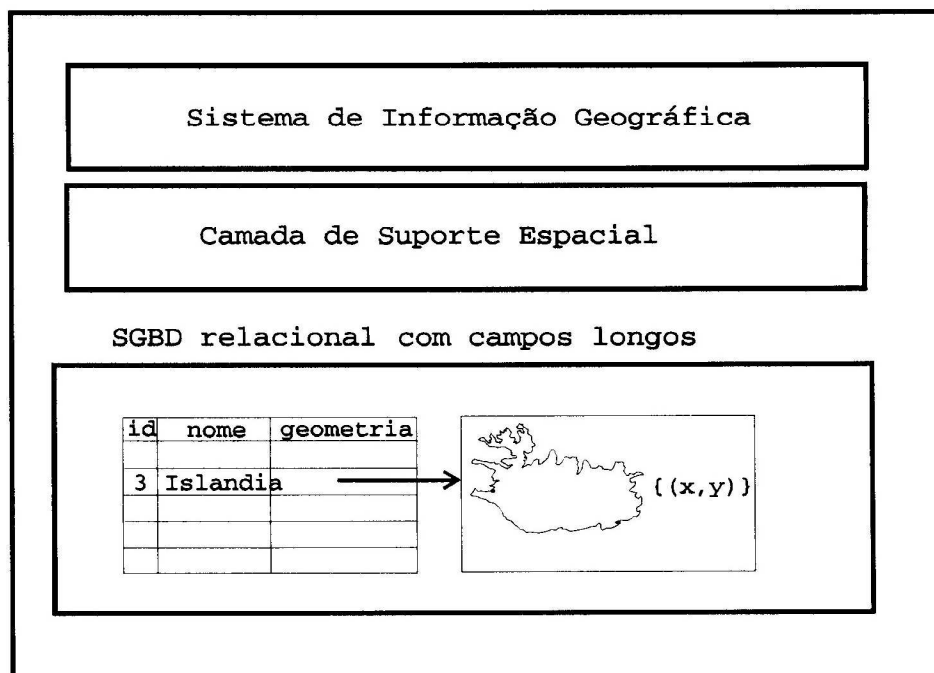 Sistema de Informação Geográfica
Camada de Suporte Espacial
SGBD relacional com campos longos
id nome geometria
3 Islandia
{(x,y)}